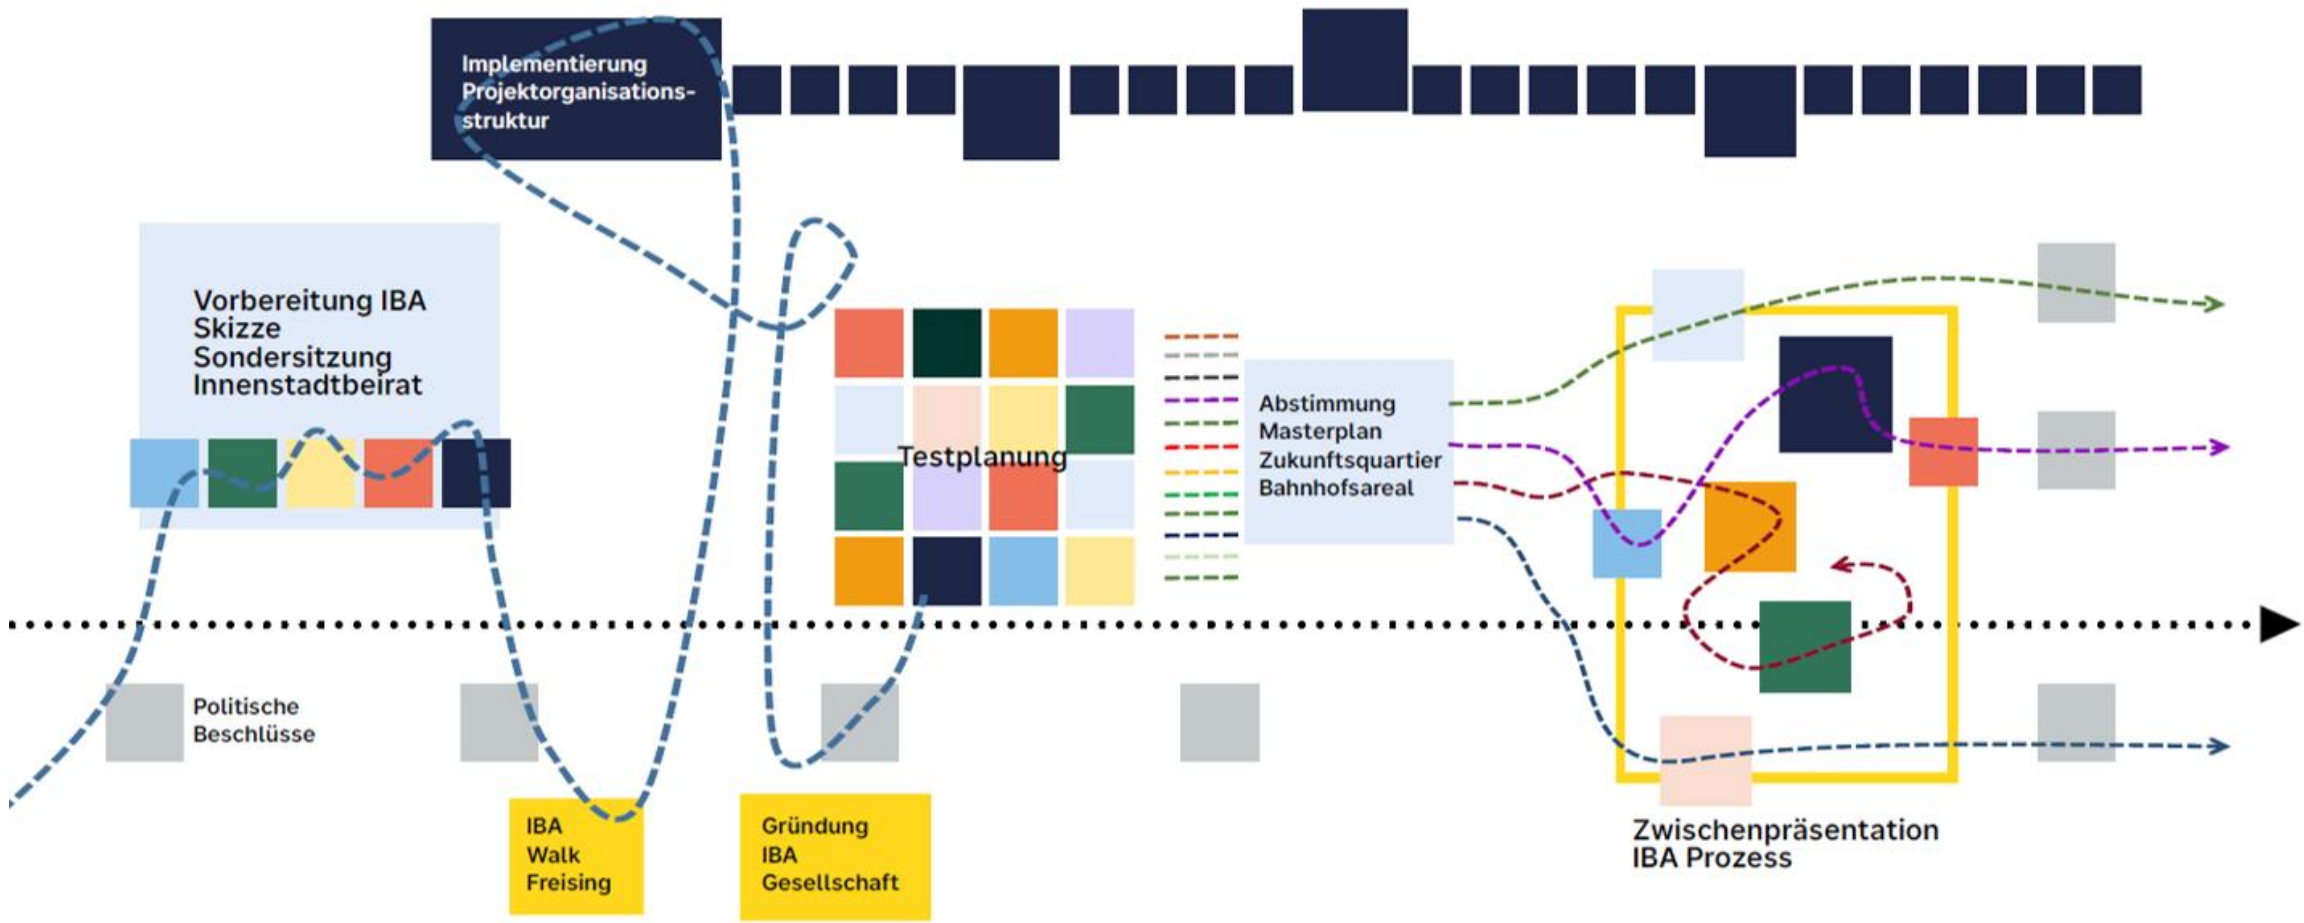 Implementierung
Projektorganisations-
struktur
Vorbereitung IBA
Skizze
Sondersitzung
Innenstadtbeirat
Testplanung
Abstimmung
Masterplan
Zukunftsquartier
Bahnhofsareal
Politische
Beschlüsse
IBA
Walk
Freising
Gründung
IBA
Gesellschaft
Zwischenpräsentation
IBA Prozess